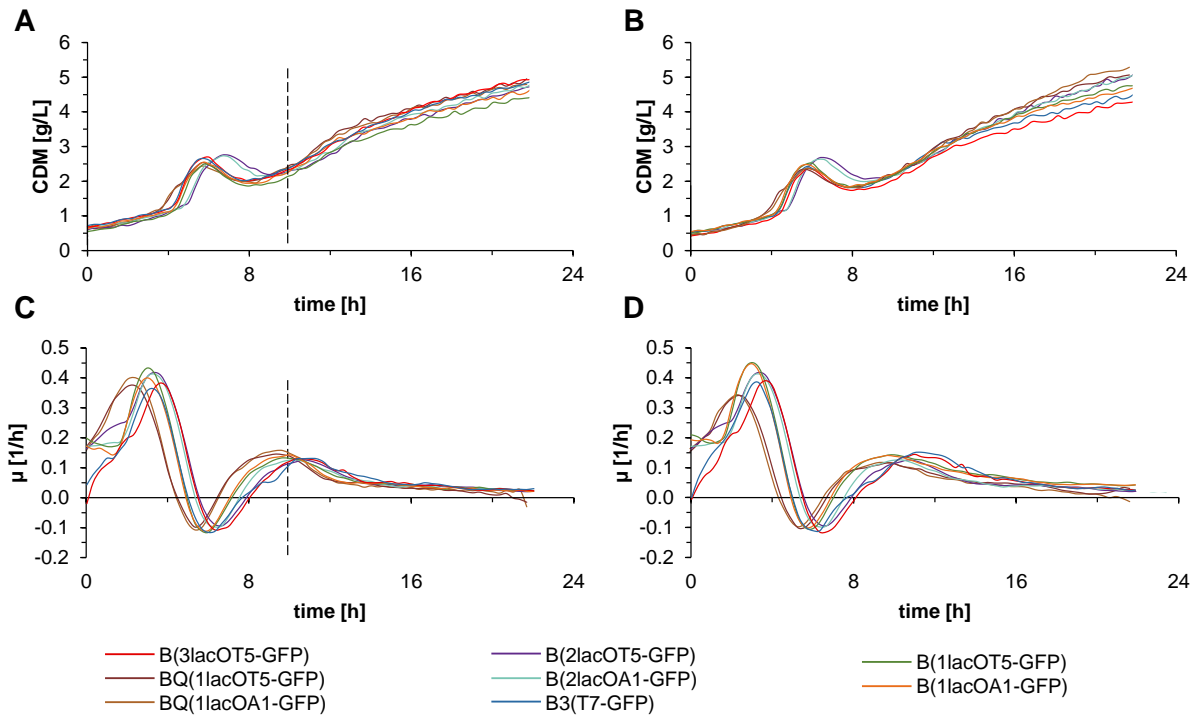 A
6
5
4
3
2
1
0
CDM [g/L]
0 8 16 24
time [h]
B
6
5
4
3
2
1
0
CDM [g/L]
0 8 16 24
time [h]
C
0.5
0.4
0.3
0.2
0.1
0.0
-0.1
-0.2
µ [1/h]
0 8 16 24
time [h]
D
0.5
0.4
0.3
0.2
0.1
0.0
-0.1
-0.2
µ [1/h]
0 8 16 24
time [h]
B(3lacOT5-GFP)
BQ(1lacOT5-GFP)
BQ(1lacOA1-GFP)
B(2lacOT5-GFP)
B(2lacOA1-GFP)
B3(T7-GFP)
B(1lacOT5-GFP)
B(1lacOA1-GFP)